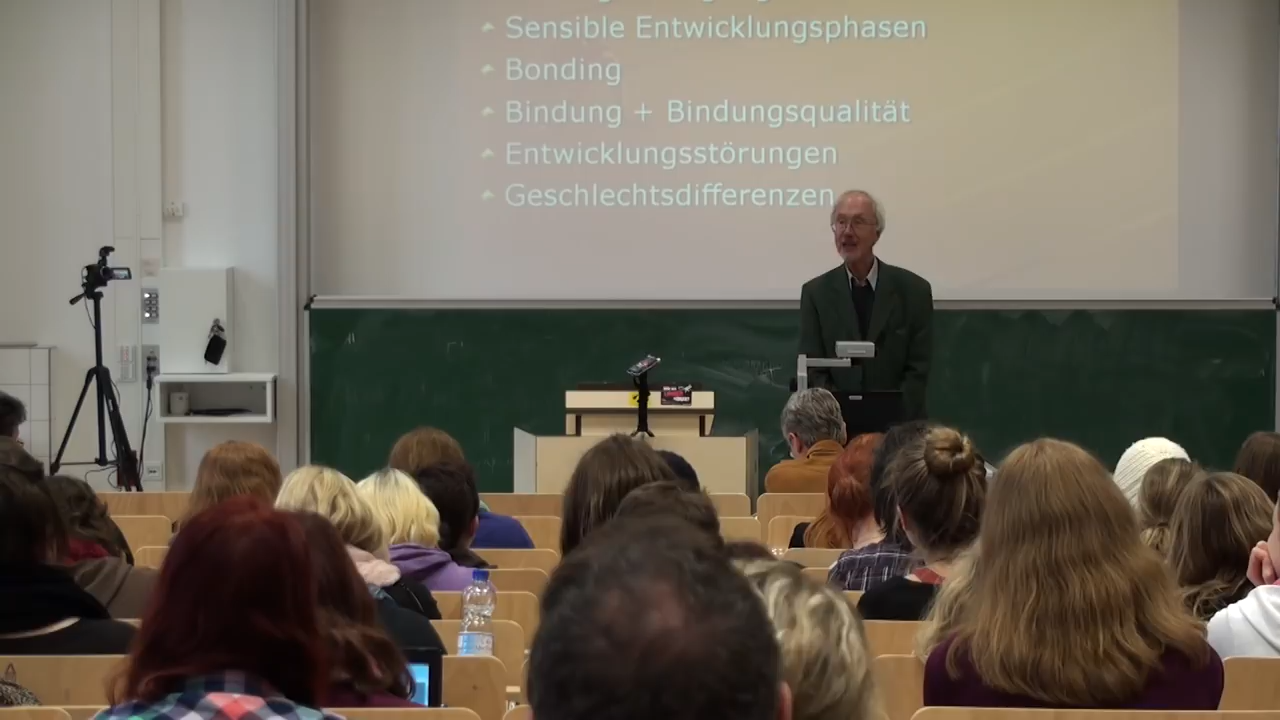 Sensible Entwicklungsphasen
Bonding
Bindung + Bindungsqualität
Entwicklungsstörungen
Geschlechtsdifferenzen